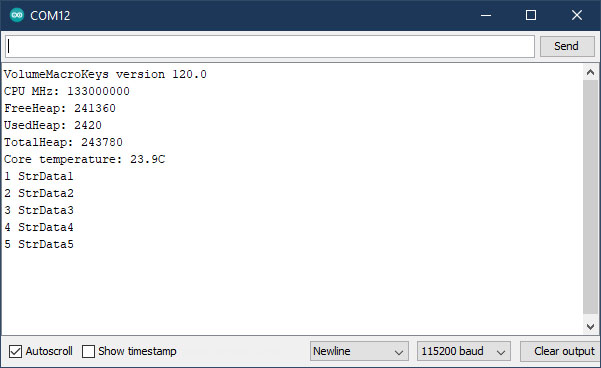 COM12
Send
VolumeMacroKeys version 120.0
CPU MHz: 133000000
FreeHeap: 241360
UsedHeap: 2420
TotalHeap: 243780
Core temperature: 23.9C
1 StrData1
2 StrData2
3 StrData3
4 StrData4
5 StrData5
Autoscroll Show timestamp Newline 115200 baud Clear output